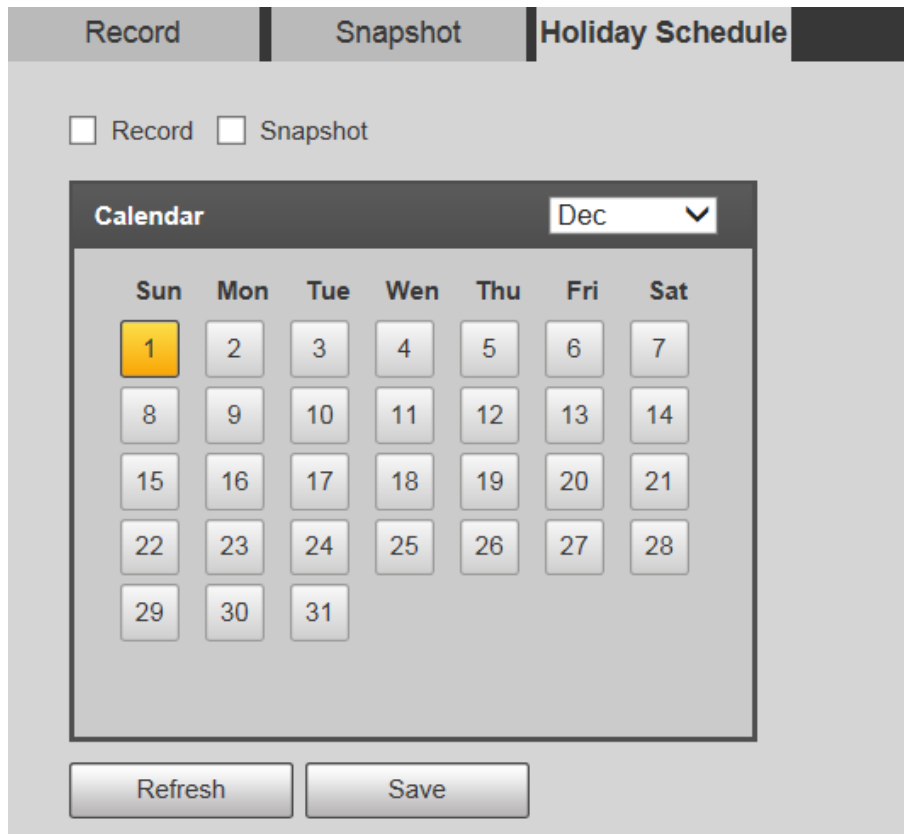 Record Snapshot Holiday Schedule
Record Snapshot
Calendar Dec
Sun Mon Tue Wen Thu Fri Sat
1 2 3 4 5 6 7
8 9 10 11 12 13 14
15 16 17 18 19 20 21
22 23 24 25 26 27 28
29 30 31
Refresh Save